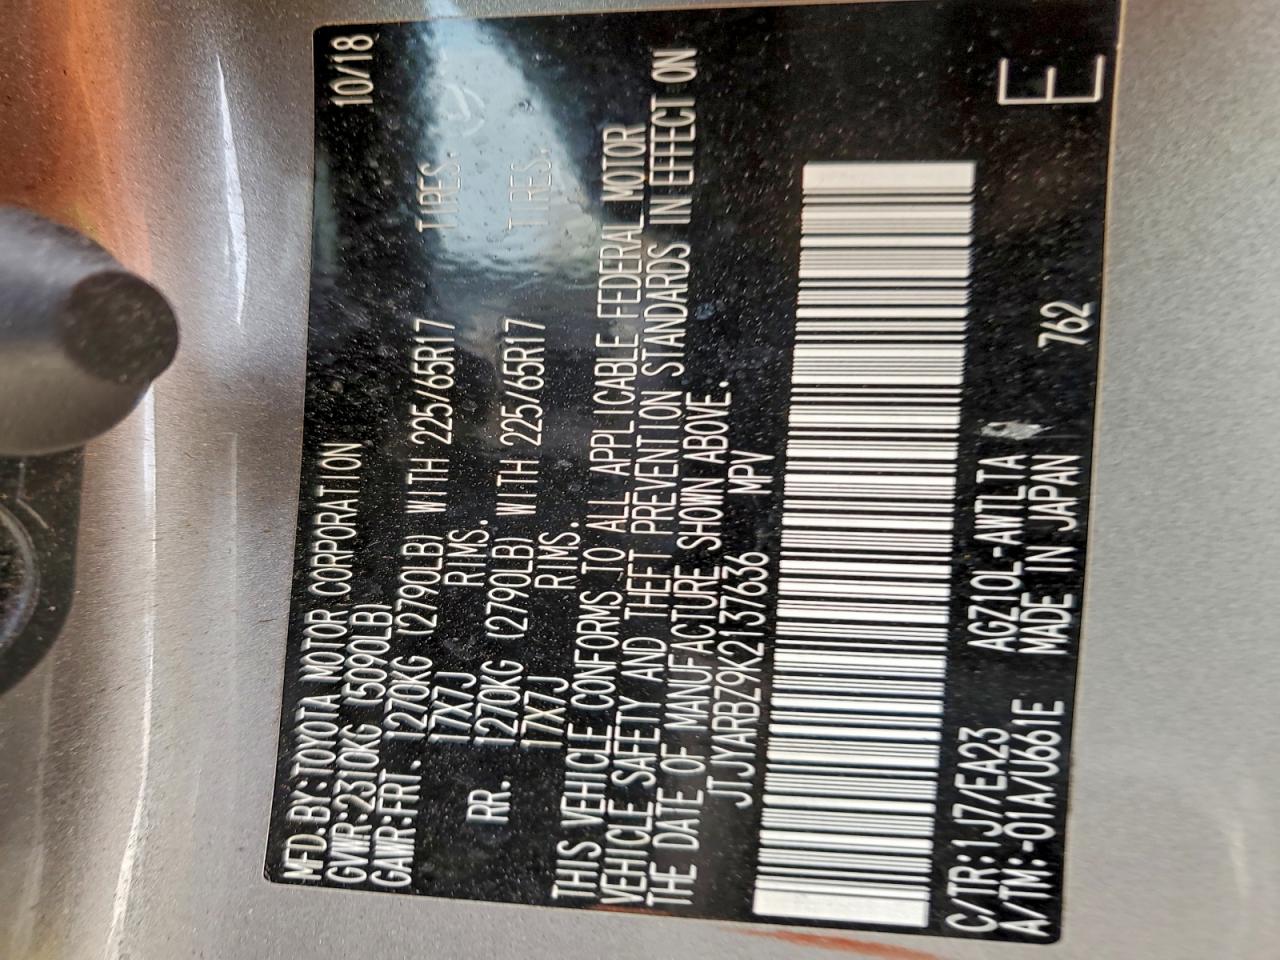 MFD.BY:TOYOTA MOTOR CORPORATION 10/18
GVWR:2310KG (5090LB)
GAWR:FRT. 1270KG (2790LB) WITH 225/65R17 TIRES.
17X7J RIMS.
RR. 1270KG (2790LB) WITH 225/65R17 TIRES.
17X7J RIMS.
THIS VEHICLE CONFORMS TO ALL APPLICABLE FEDERAL MOTOR
VEHICLE SAFETY AND THEFT PREVENTION STANDARDS IN EFFECT ON
THE DATE OF MANUFACTURE SHOWN ABOVE.
JTJYARBZ9K2137636 MPV
C/TR:1J7/EA23 AGZ10L-AWTLTA
A/TM:-01A/U661E MADE IN JAPAN 762
E